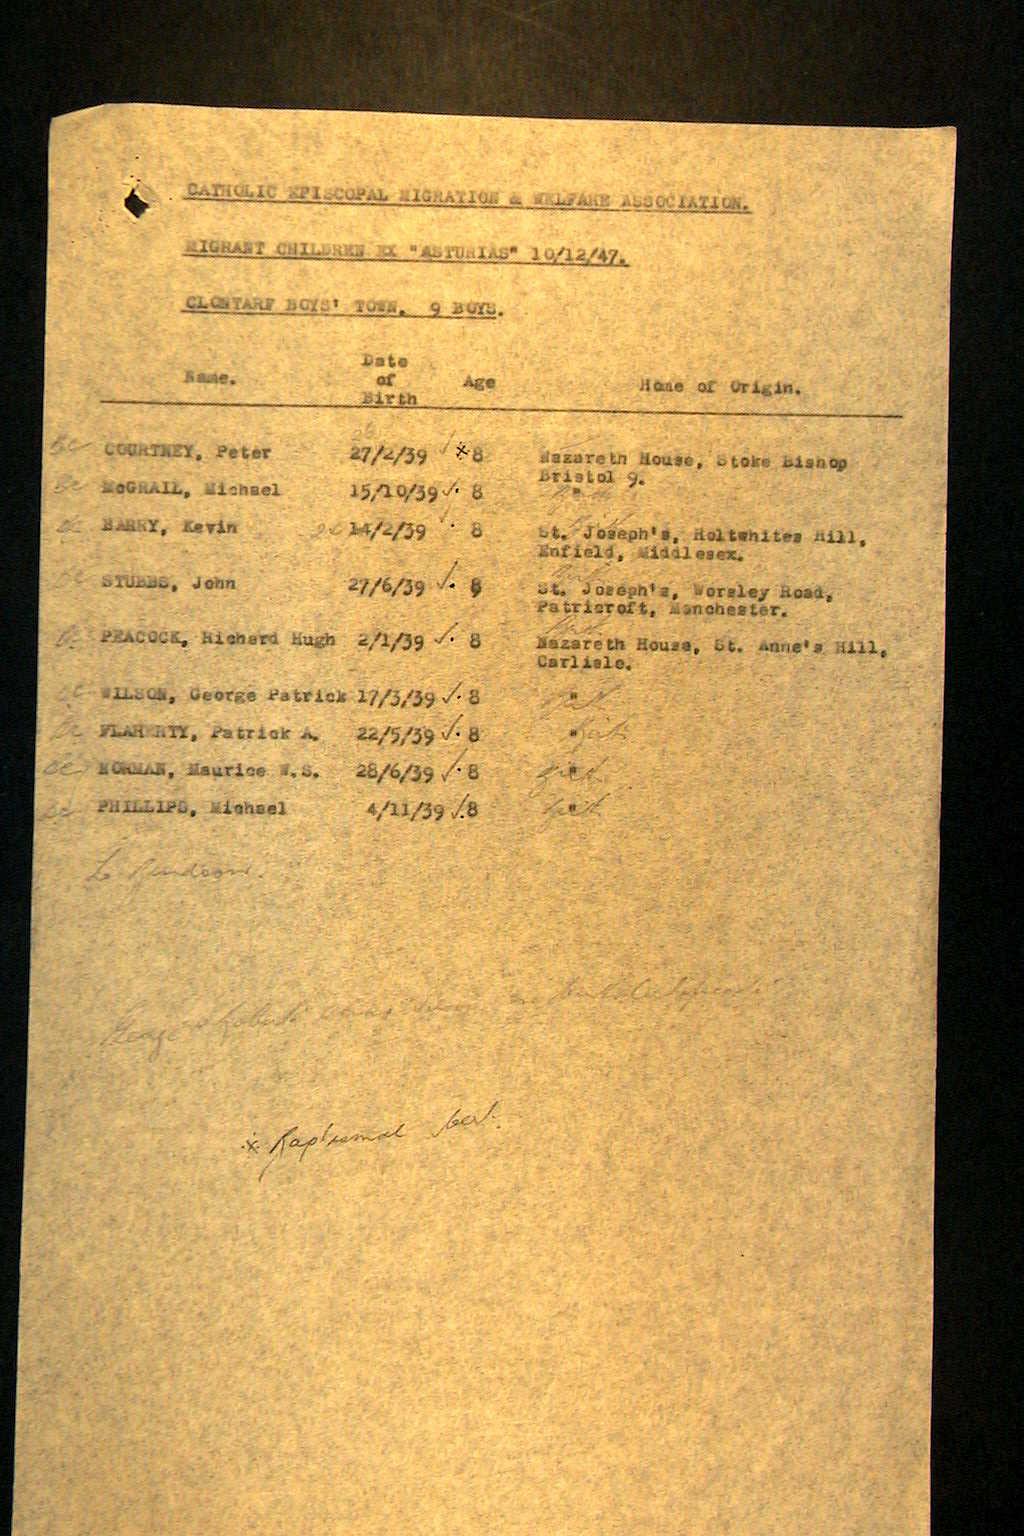 CATHOLIC EPISCOPAL MIGRATION & WELFARE ASSOCIATION.
MIGRANT CHILDREN EX "ASTURIAS" 10/12/47.
CLONTARF BOYS' TOWN. 9 BOYS.
Name. Date of Birth Age Home of Origin.
COURTNEY, Peter 27/2/39 * 8 Nazareth House, Stoke Bishop
Bristol 9.
McGRAIL, Michael 15/10/39 ✓. 8 "
BARRY, Kevin 14/2/39 8 St. Joseph's, Holtwhites Hill,
Enfield, Middlesex.
STUBBS, John 27/6/39 ✓. 8 St. Joseph's, Worsley Road,
Patricroft, Manchester.
PEACOCK, Richard Hugh 2/1/39 ✓. 8 Nazareth House, St. Anne's Hill,
Carlisle.
WILSON, George Patrick 17/3/39 ✓. 8 "
FLAHERTY, Patrick A. 22/5/39 ✓. 8 "
NORMAN, Maurice W.S. 28/6/39 ✓. 8 "
PHILLIPS, Michael 4/11/39 ✓. 8 "
to Bindoon.
* Baptismal cert.